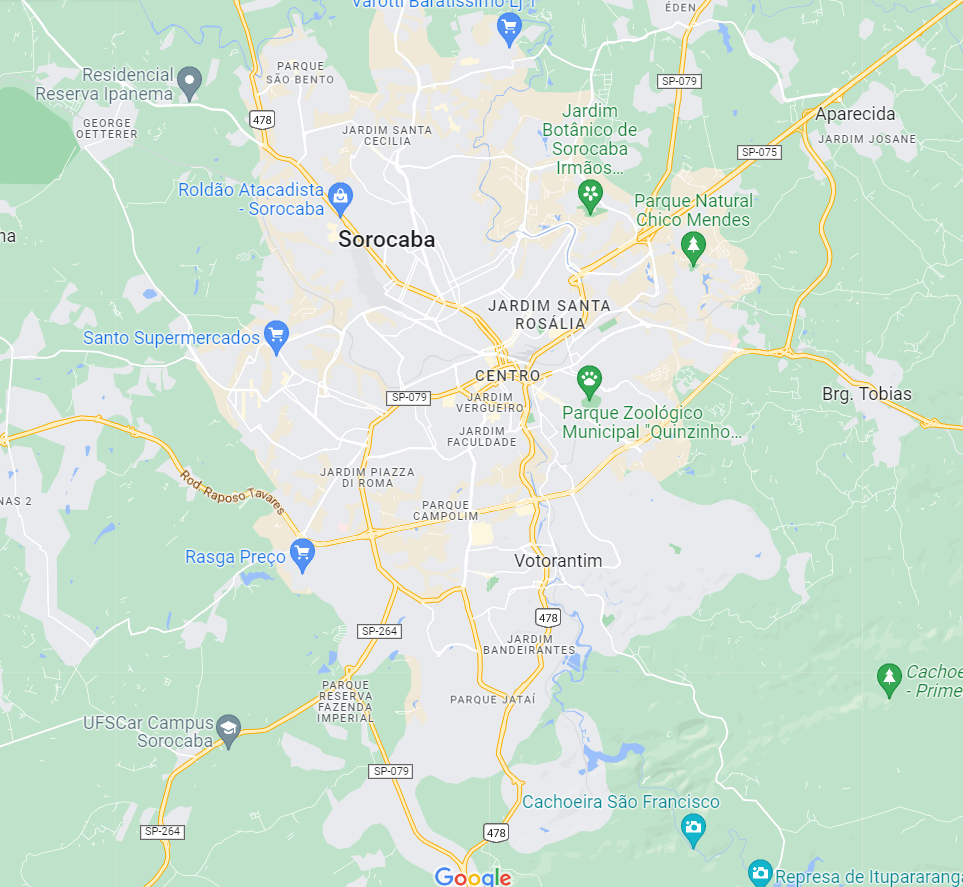 Varotti Baratíssimo Lj 1
ÉDEN
PARQUE
SÃO BENTO
Residencial
Reserva Ipanema
SP-079
GEORGE
OETTERER
478
JARDIM SANTA
CECILIA
Jardim
Botânico de
Sorocaba
Irmãos...
Aparecida
JARDIM JOSANE
SP-075
Roldão Atacadista
- Sorocaba
Parque Natural
Chico Mendes
na
Sorocaba
JARDIM SANTA
ROSÁLIA
Santo Supermercados
CENTRO
SP-079
JARDIM
VERGUEIRO
Brg. Tobias
Parque Zoológico
Municipal "Quinzinho...
JARDIM
FACULDADE
JARDIM PIAZZA
DI ROMA
Rod. Raposo Tavares
NAS 2
PARQUE
CAMPOLIM
Rasga Preço
Votorantim
478
SP-264
JARDIM
BANDEIRANTES
Cachoe
- Prime
PARQUE
RESERVA
FAZENDA
IMPERIAL
PARQUE JATAÍ
UFSCar Campus
Sorocaba
SP-079
Cachoeira São Francisco
SP-264
478
Google
Represa de Itupararanga